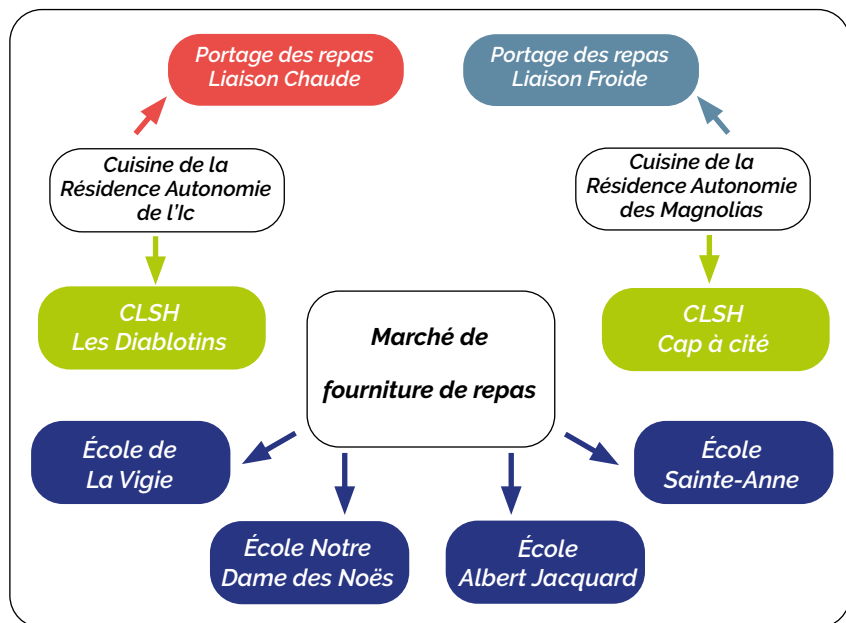 Portage des repas
Liaison Chaude
Portage des repas
Liaison Froide
Cuisine de la
Résidence Autonomie
de l'Ic
Cuisine de la
Résidence Autonomie
des Magnolias
CLSH
Les Diablotins
CLSH
Cap à cité
Marché de
fourniture de repas
École de
La Vigie
École
Sainte-Anne
École Notre
Dame des Noës
École
Albert Jacquard